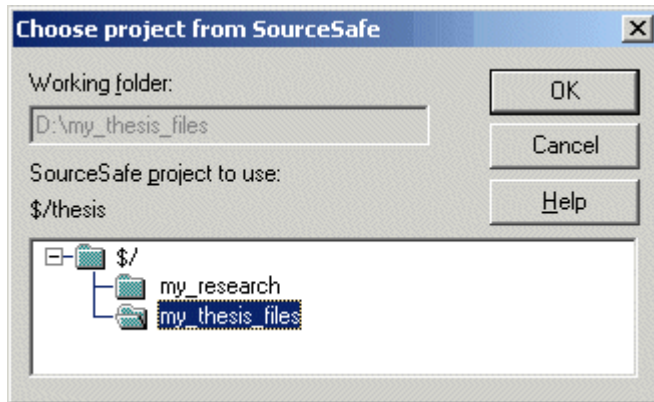 Choose project from SourceSafe
Working folder:
D:\my_thesis_files
SourceSafe project to use:
$/thesis
OK
Cancel
Help
$/
my_research
my_thesis_files